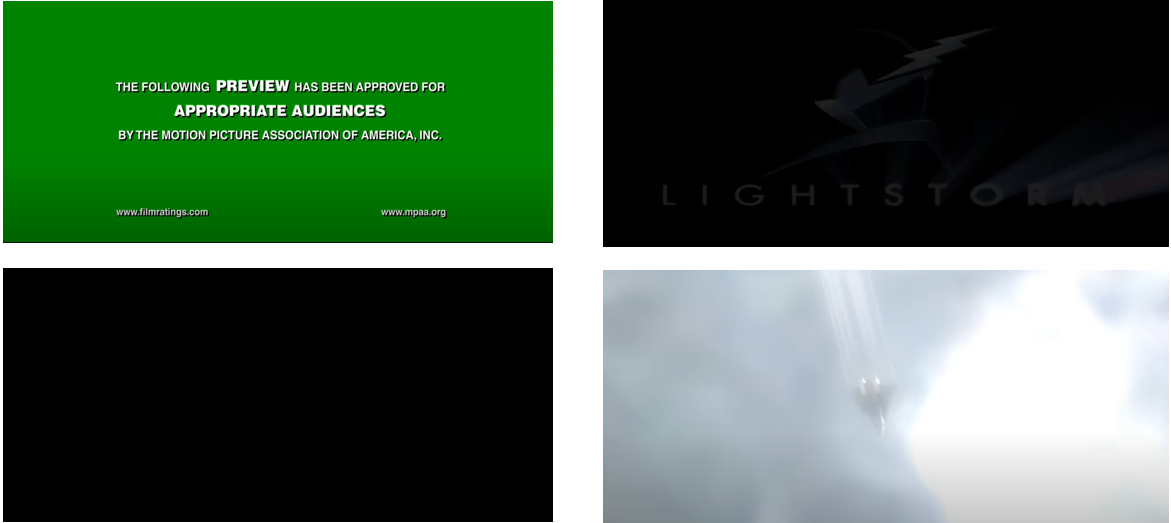 THE FOLLOWING PREVIEW HAS BEEN APPROVED FOR
APPROPRIATE AUDIENCES
BY THE MOTION PICTURE ASSOCIATION OF AMERICA, INC.
www.filmratings.com www.mpaa.org
LIGHTSTORM